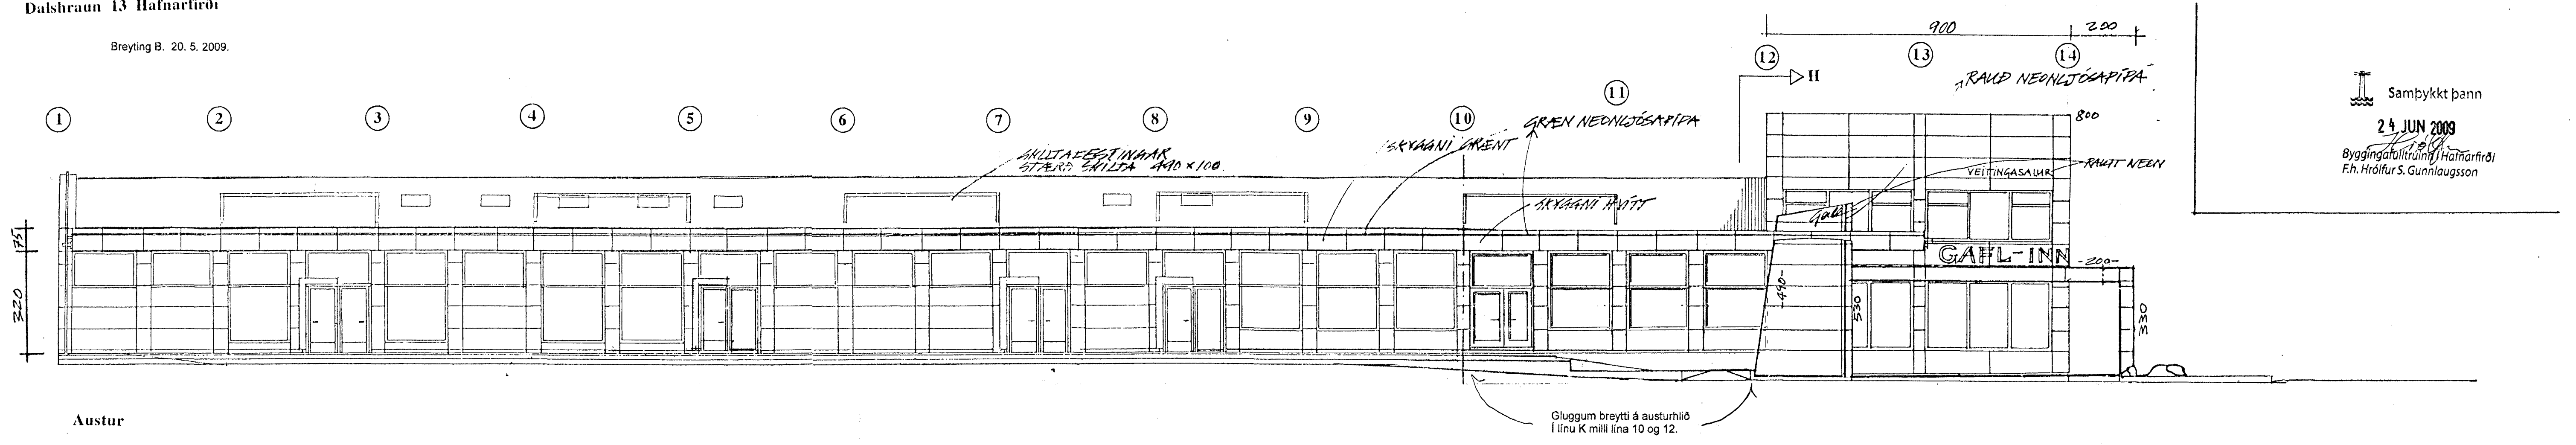 Dalshraun 13 Hafnarfirði
Breyting B. 20. 5. 2009.
900
200
1
2
3
4
5
6
7
8
9
10
11
12
13
14
H
RAUÐ NEONLJÓSAPÍPA
GRÆN NEONLJÓSAPÍPA
SKYGGNI GRÆNT
SKILTAFESTINGAR
STÆRÐ SKILTA 490 x 100
SKYGGNI HVÍTT
800
RAUTT NEON
VEITINGASALUR
GAFL-INN
-200-
75
320
-490-
530
Samþykkt þann
24 JUN 2009
Byggingafulltrúinn í Hafnarfirði
F.h. Hrólfur S. Gunnlaugsson
Gluggum breytti á austurhlið
Í línu K milli lína 10 og 12.
Austur